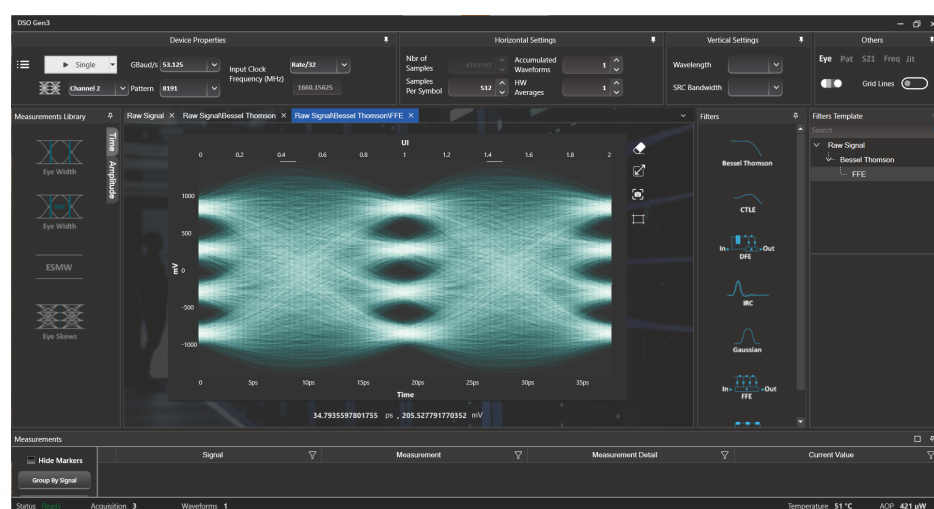 DSO Gen3
Device Properties
Horizontal Settings
Vertical Settings
Others
Single
GBaud/s 53.125
Input Clock
Frequency (MHz)
Rate/32
1660.15625
Channel 2
Pattern 8191
Nbr of
Samples
Accumulated
Waveforms
1
Samples
Per Symbol
512
HW
Averages
1
Wavelength
SRC Bandwidth
Eye Pat S21 Freq Jit
Grid Lines
Measurements Library
Raw Signal
Raw Signal\Bessel Thomson
Raw Signal\Bessel Thomson\FFE
Filters
Filters Template
Search
Raw Signal
Bessel Thomson
FFE
Time
Amplitude
Eye Width
Eye Width
ESMW
Eye Skews
UI
0 0.2 0.4 0.6 0.8 1 1.2 1.4 1.6 1.8 2
1000
500
0
-500
-1000
mV
0 5ps 10ps 15ps 20ps 25ps 30ps 35ps
Time
34.7935597801755 ps , 205.527791770352 mV
Bessel Thomson
CTLE
In Out
DFE
IRC
Gaussian
In Out
FFE
Measurements
Hide Markers
Group By Signal
Signal
Measurement
Measurement Detail
Current Value
Status Ready
Acquisition 3
Waveforms 1
Temperature 51 °C
AOP 421 µW